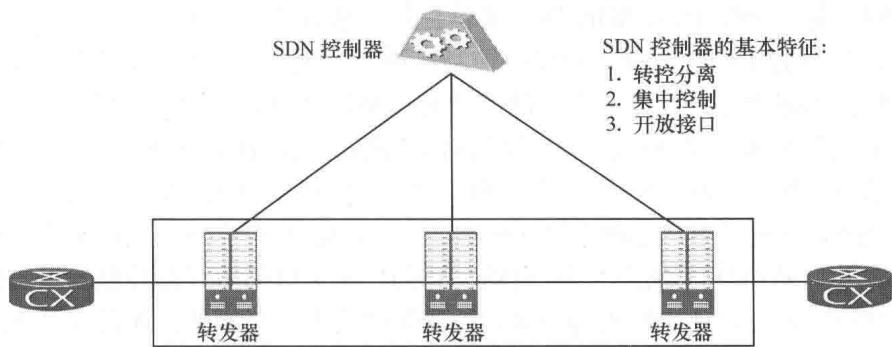 SDN 控制器
SDN 控制器的基本特征：
1. 转控分离
2. 集中控制
3. 开放接口
CX
CX
转发器
转发器
转发器